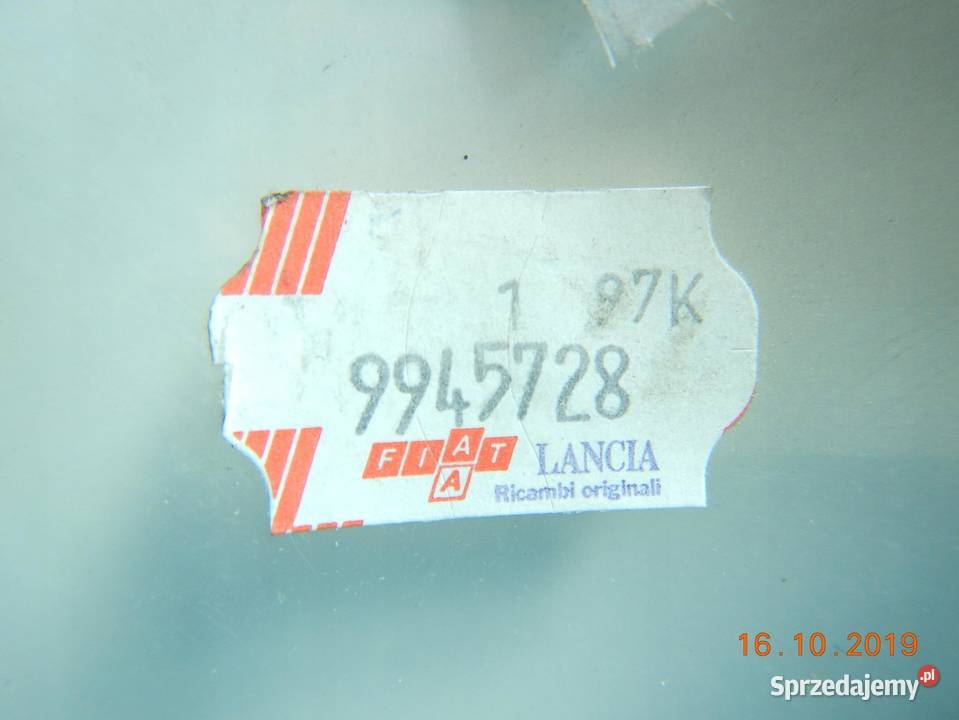 1 97K
9945728
FIAT LANCIA
A
Ricambi originali
16.10.2019
Sprzedajemy.pl